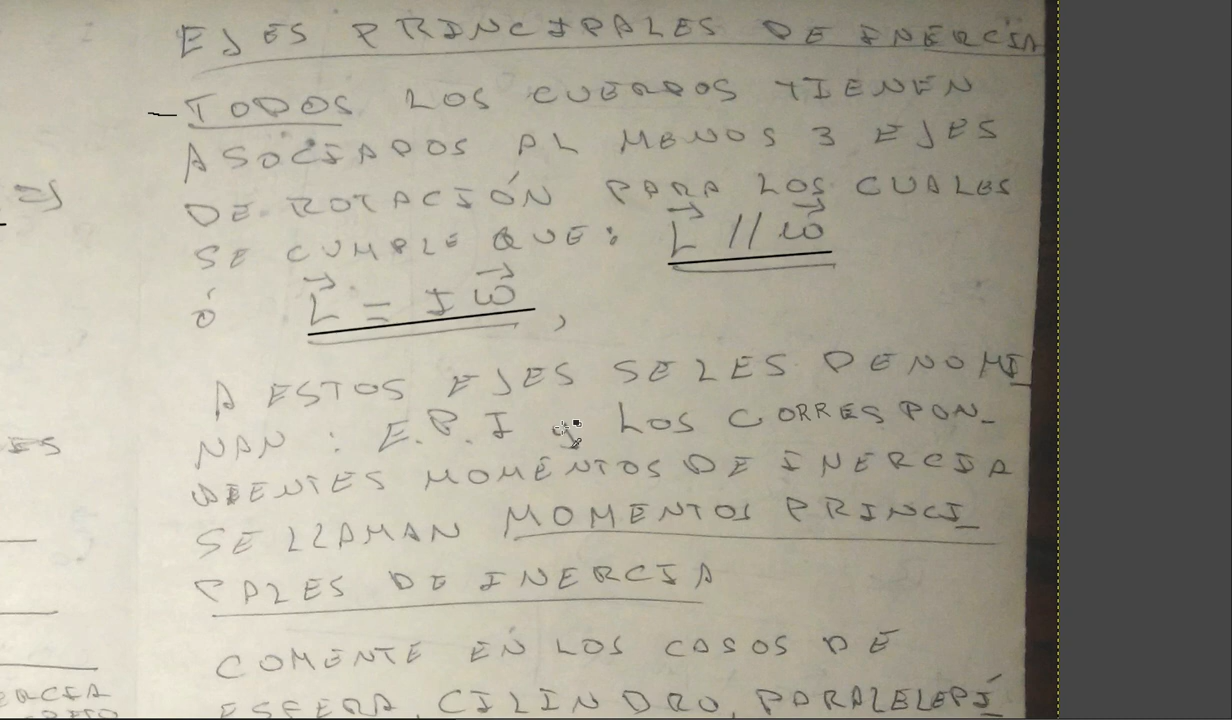 EJES PRINCIPALES DE INERCIA
- TODOS LOS CUERPOS TIENEN
ASOCIADOS AL MENOS 3 EJES
DE ROTACIÓN PARA LOS CUALES
SE CUMPLE QUE: L⃗ // ω⃗
ó L⃗ = I ω⃗ ,
A ESTOS EJES SE LES DENOMI
NAN : E.P.I y LOS CORRESPON-
DIENTES MOMENTOS DE INERCIA
SE LLAMAN MOMENTOS PRINCI
PALES DE INERCIA
COMENTE EN LOS CASOS DE
ESFERA, CILINDRO, PARALELEPÍ